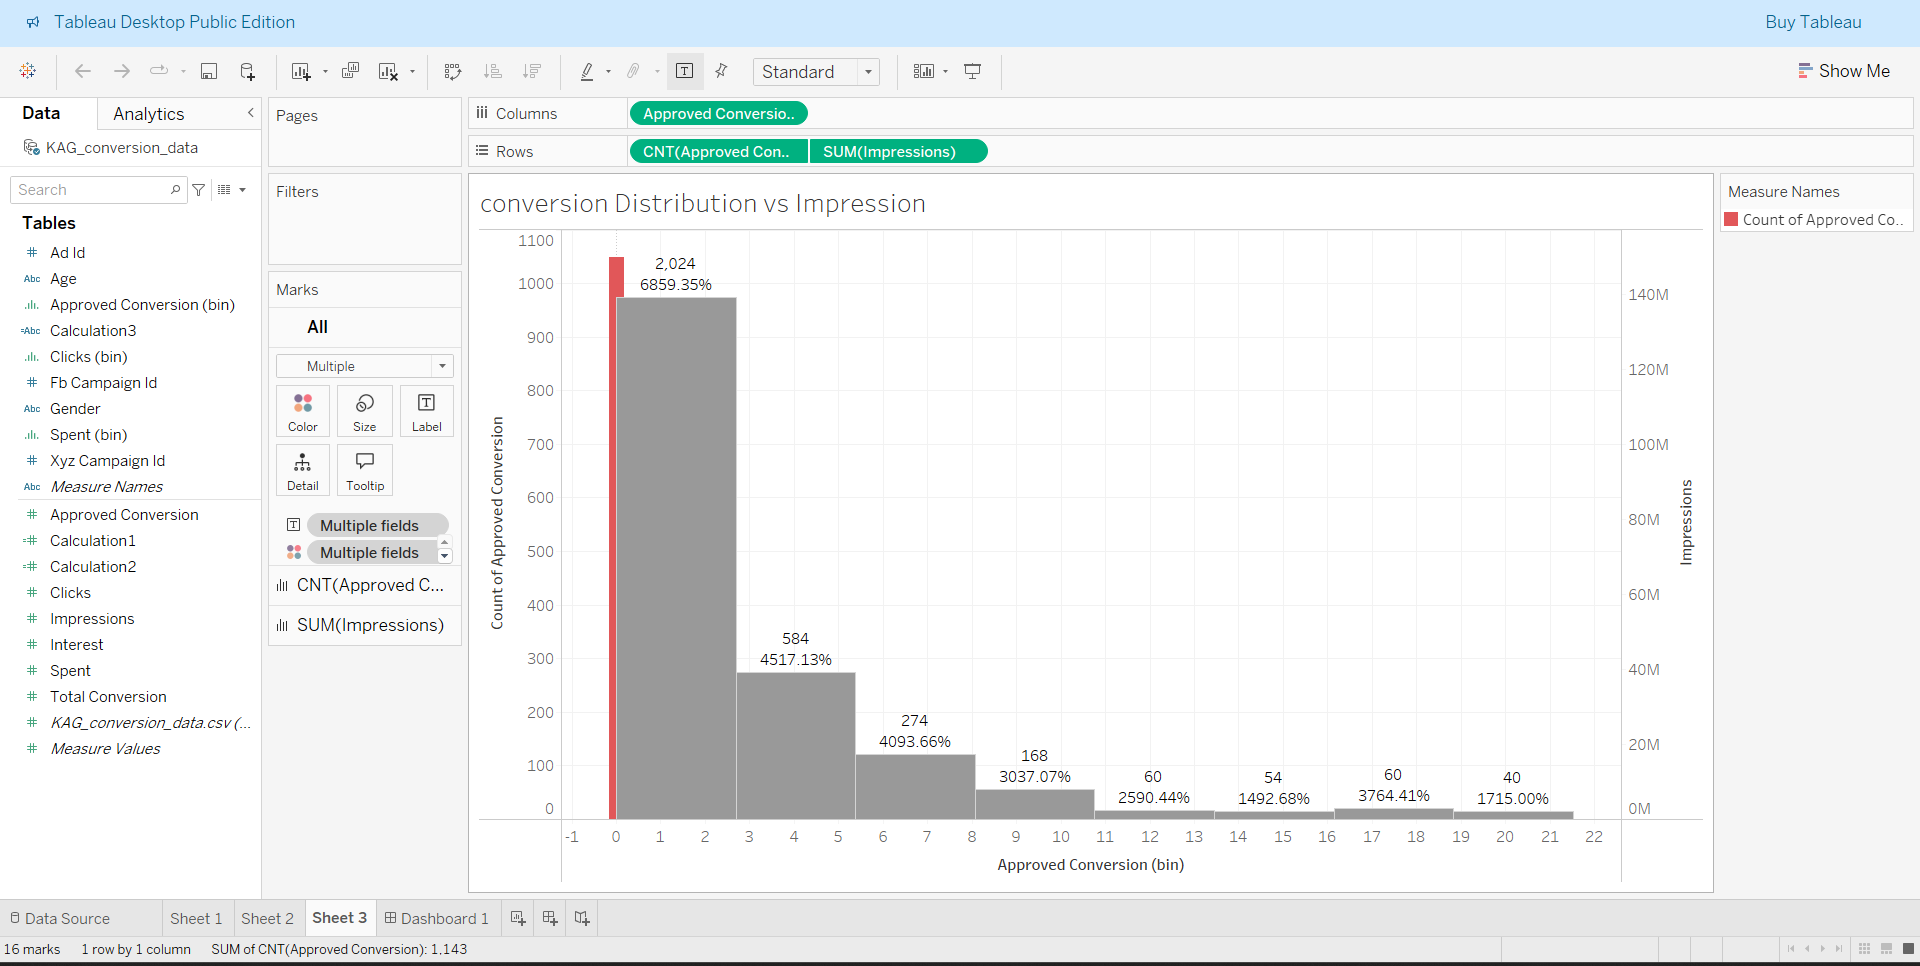 Tableau Desktop Public Edition
Buy Tableau
Standard
Show Me
Data
Analytics
KAG_conversion_data
Search
Tables
Ad Id
Abc Age
Approved Conversion (bin)
=Abc Calculation3
Clicks (bin)
Fb Campaign Id
Abc Gender
Spent (bin)
Xyz Campaign Id
Abc Measure Names
Approved Conversion
Calculation1
Calculation2
Clicks
Impressions
Interest
Spent
Total Conversion
KAG_conversion_data.csv (...
Measure Values
Pages
Filters
Marks
All
Multiple
Color
Size
Label
Detail
Tooltip
Multiple fields
Multiple fields
CNT(Approved C...
SUM(Impressions)
Columns
Approved Conversio..
Rows
CNT(Approved Con..
SUM(Impressions)
conversion Distribution vs Impression
Count of Approved Conversion
1100
1000
900
800
700
600
500
400
300
200
100
0
2,024
6859.35%
584
4517.13%
274
4093.66%
168
3037.07%
60
2590.44%
54
1492.68%
60
3764.41%
40
1715.00%
140M
120M
100M
80M
60M
40M
20M
0M
Impressions
-1 0 1 2 3 4 5 6 7 8 9 10 11 12 13 14 15 16 17 18 19 20 21 22
Approved Conversion (bin)
Measure Names
Count of Approved Co..
Data Source
Sheet 1
Sheet 2
Sheet 3
Dashboard 1
16 marks
1 row by 1 column
SUM of CNT(Approved Conversion): 1,143